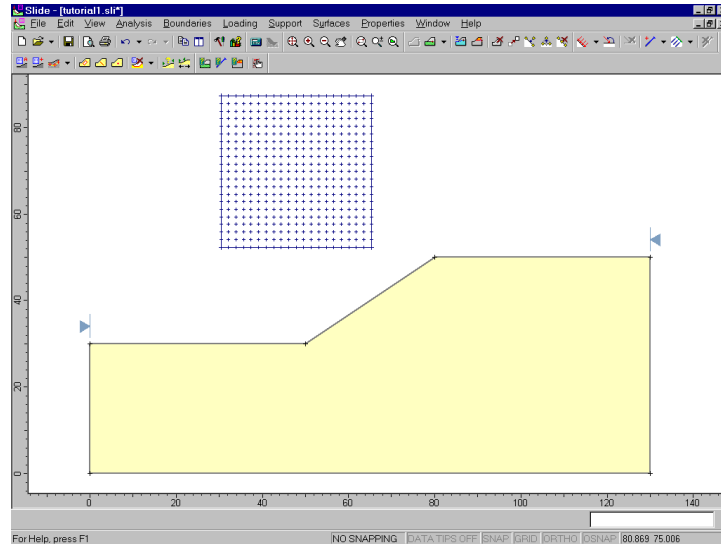 Slide - [tutorial1.sli*]
File Edit View Analysis Boundaries Loading Support Surfaces Properties Window Help
80
60
40
20
0
0 20 40 60 80 100 120 140
For Help, press F1 NO SNAPPING DATA TIPS OFF SNAP GRID ORTHO OSNAP 80.869 75.006